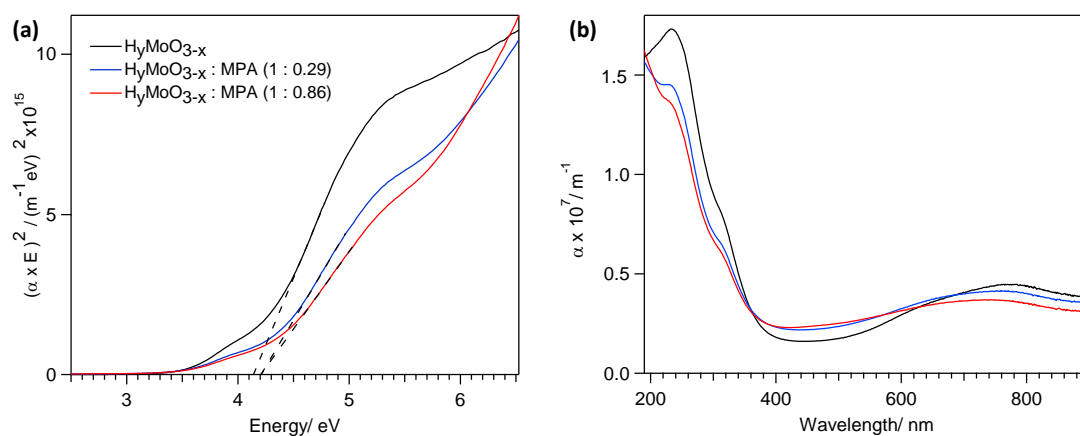 (a)
(α x E )² / (m⁻¹ eV) ² x10¹⁵
10
5
0
HyMoO3-x
HyMoO3-x : MPA (1 : 0.29)
HyMoO3-x : MPA (1 : 0.86)
3 4 5 6
Energy/ eV
(b)
α x 10⁷/ m⁻¹
1.5
1.0
0.5
0.0
200 400 600 800
Wavelength/ nm